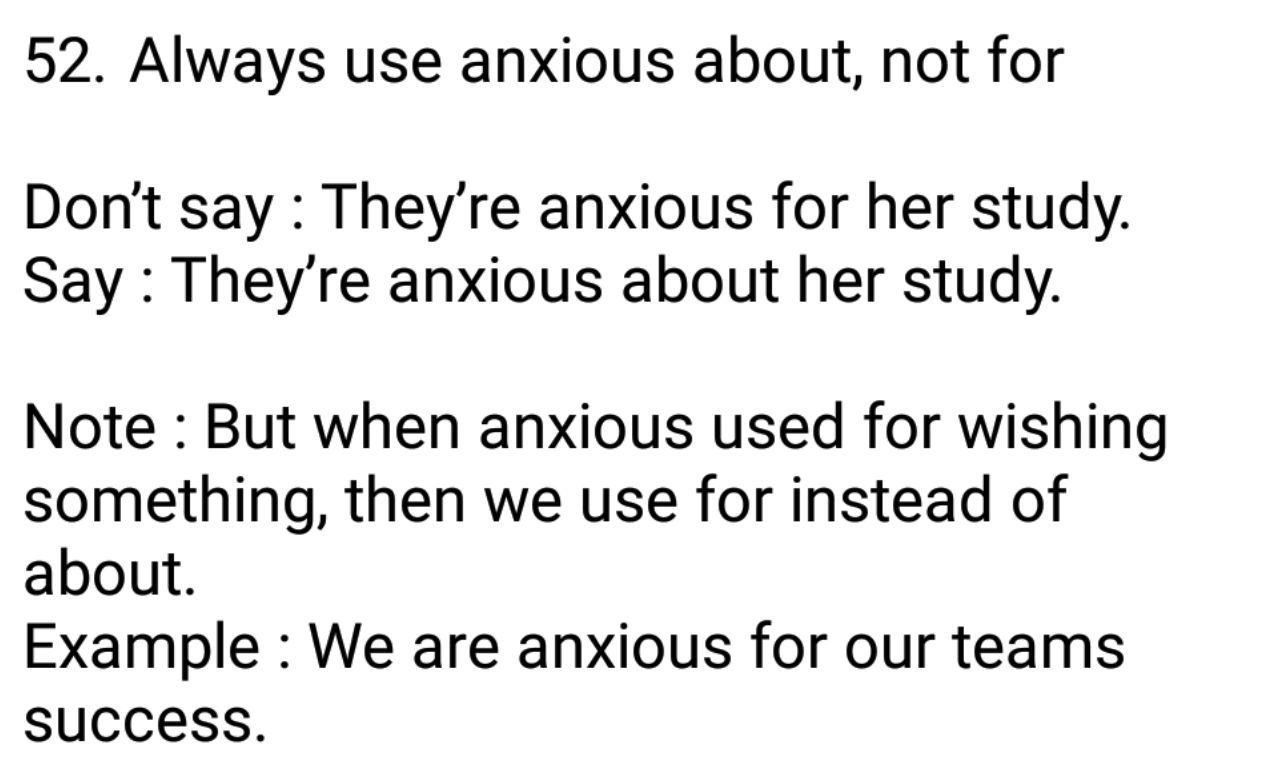 52. Always use anxious about, not for
Don’t say : They’re anxious for her study.
Say : They’re anxious about her study.
Note : But when anxious used for wishing
something, then we use for instead of
about.
Example : We are anxious for our teams
success.